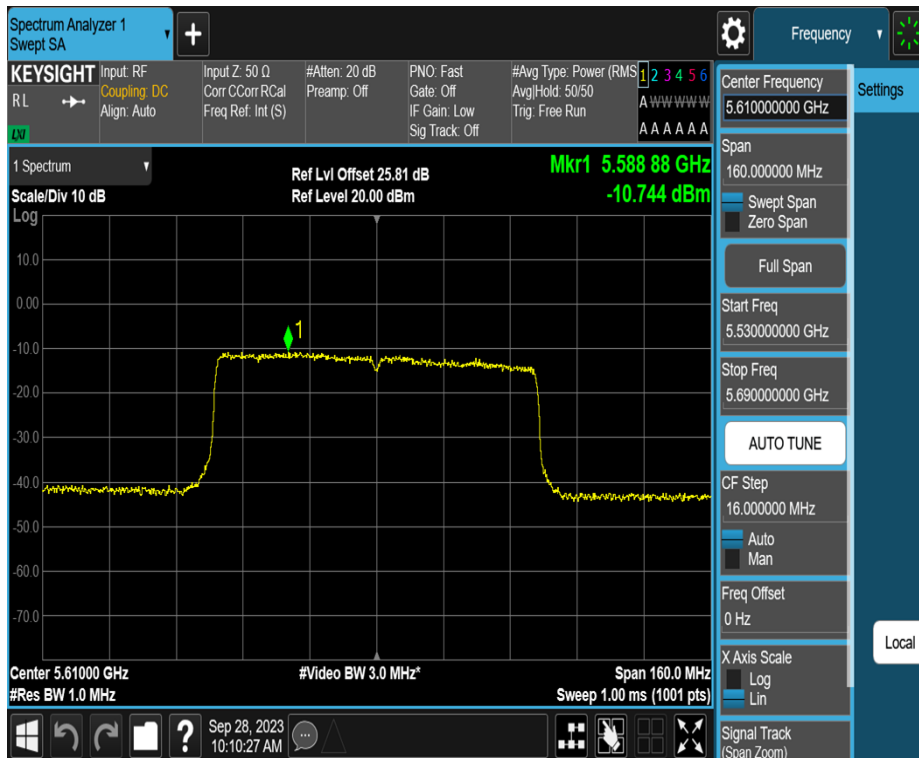 Spectrum Analyzer 1
Swept SA
+
Frequency
KEYSIGHT
R L
LXI
Input: RF
Coupling: DC
Align: Auto
Input Z: 50 Ω
Corr CCorr RCal
Freq Ref: Int (S)
#Atten: 20 dB
Preamp: Off
PNO: Fast
Gate: Off
IF Gain: Low
Sig Track: Off
#Avg Type: Power (RMS
Avg|Hold: 50/50
Trig: Free Run
1 2 3 4 5 6
A W W W W W
A A A A A A
1 Spectrum
Scale/Div 10 dB
Log
Ref Lvl Offset 25.81 dB
Ref Level 20.00 dBm
Mkr1 5.588 88 GHz
-10.744 dBm
1
10.0
0.00
-10.0
-20.0
-30.0
-40.0
-50.0
-60.0
-70.0
Center 5.61000 GHz
#Res BW 1.0 MHz
#Video BW 3.0 MHz*
Span 160.0 MHz
Sweep 1.00 ms (1001 pts)
?
Sep 28, 2023
10:10:27 AM
Center Frequency
5.610000000 GHz
Span
160.000000 MHz
Swept Span
Zero Span
Full Span
Start Freq
5.530000000 GHz
Stop Freq
5.690000000 GHz
AUTO TUNE
CF Step
16.000000 MHz
Auto
Man
Freq Offset
0 Hz
X Axis Scale
Log
Lin
Signal Track
(Span Zoom)
Settings
Local